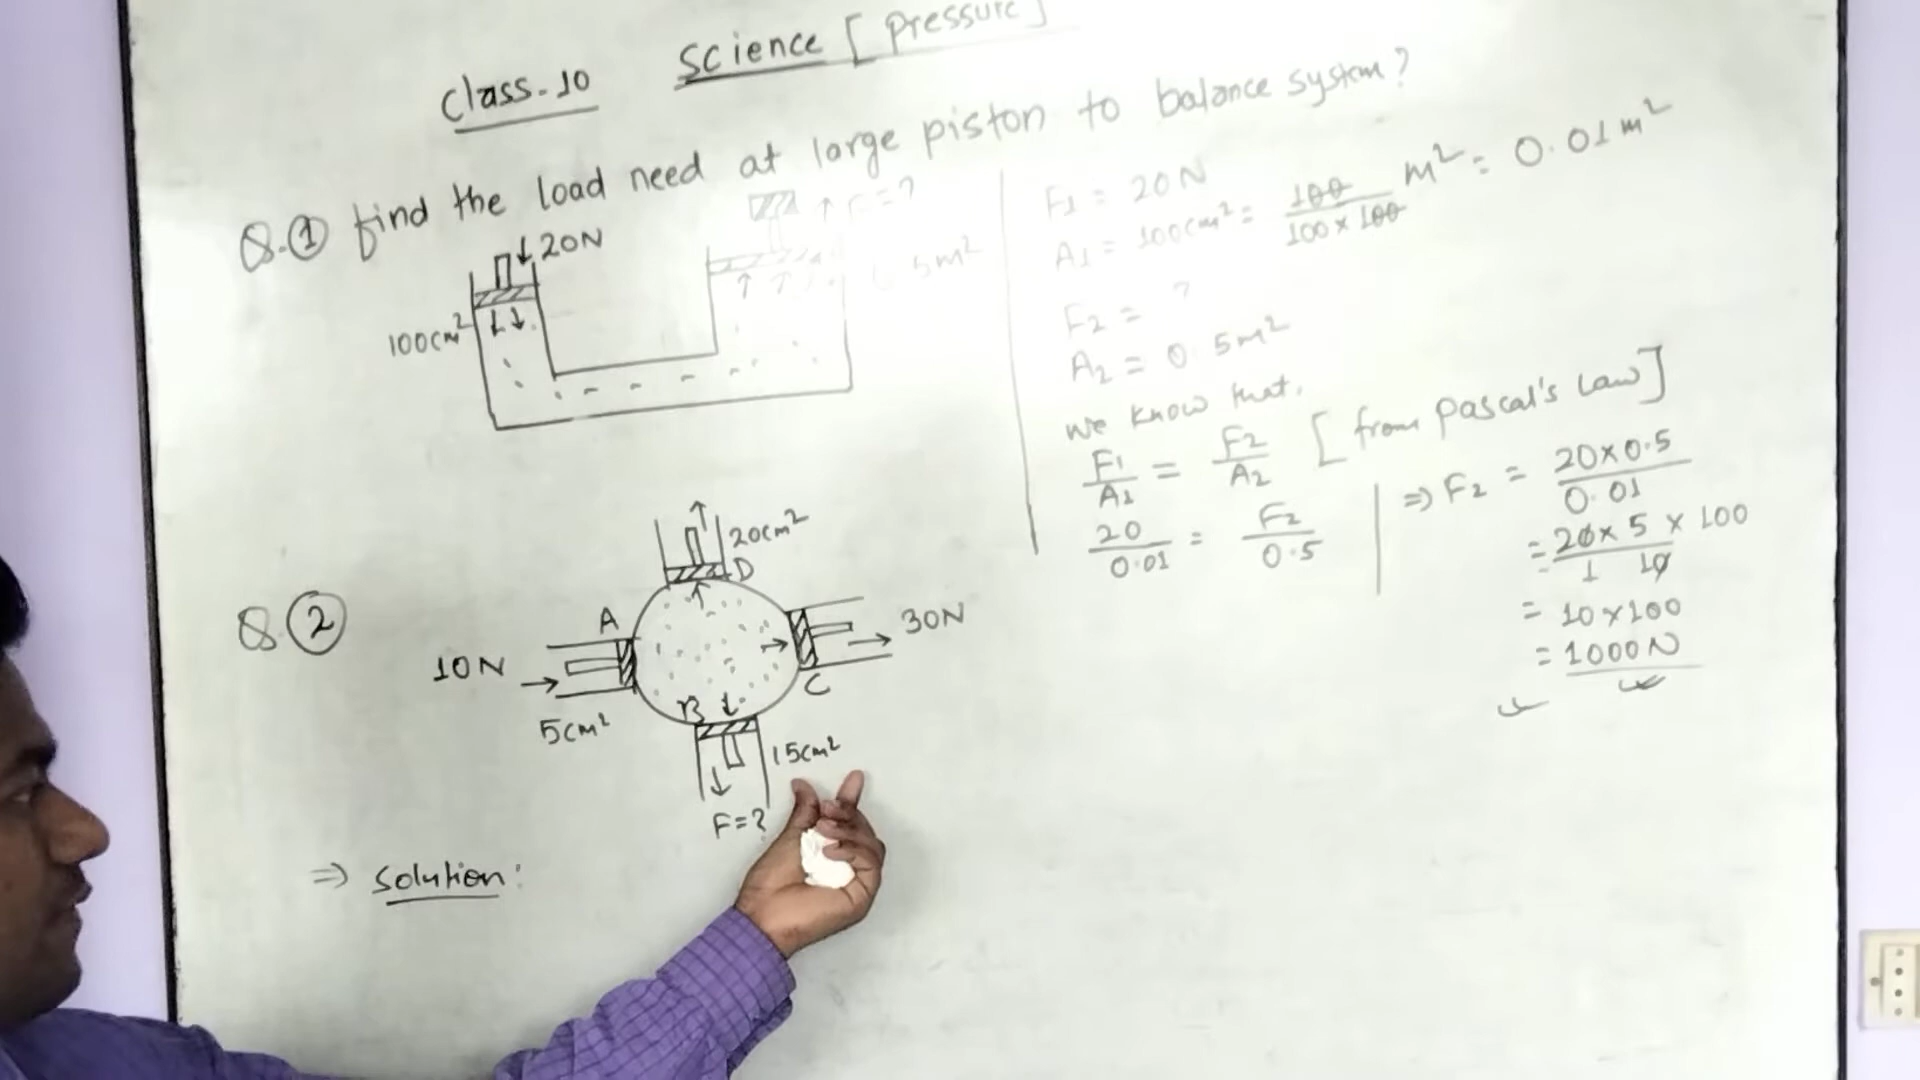 Class-10 Science [Pressure]
Q.① find the load need at large piston to balance system?
↓20N
100cm²
F=?
5m²
F1 = 20N
A1 = 100cm² = 100/100×100 m² = 0.01m²
F2 = ?
A2 = 0.5m²
we know that,
F1/A1 = F2/A2 [from pascal's Law]
20/0.01 = F2/0.5
⇒ F2 = 20×0.5/0.01
= 20×5×100/1 10
= 10×100
= 1000N
Q.②
20cm²
D
A
10N
5cm²
30N
C
B
15cm²
F=?
⇒ Solution: